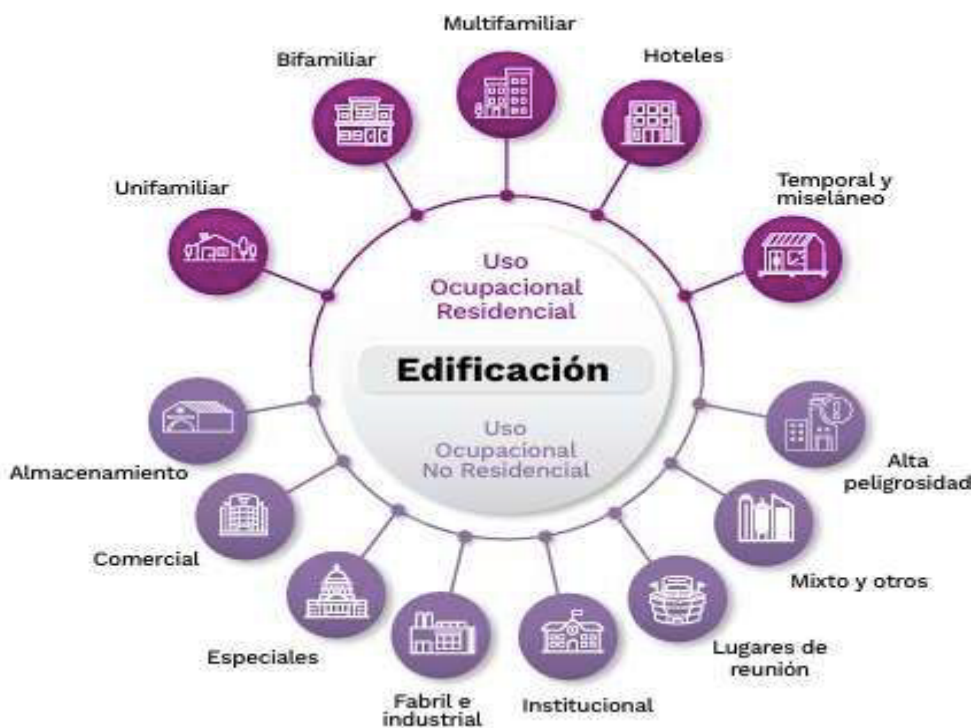 Multifamiliar
Bifamiliar
Hoteles
Unifamiliar
Temporal y
miseláneo
Uso
Ocupacional
Residencial
Edificación
Uso
Ocupacional
No Residencial
Almacenamiento
Alta
peligrosidad
Comercial
Mixto y otros
Especiales
Lugares de
reunión
Fabril e
industrial
Institucional